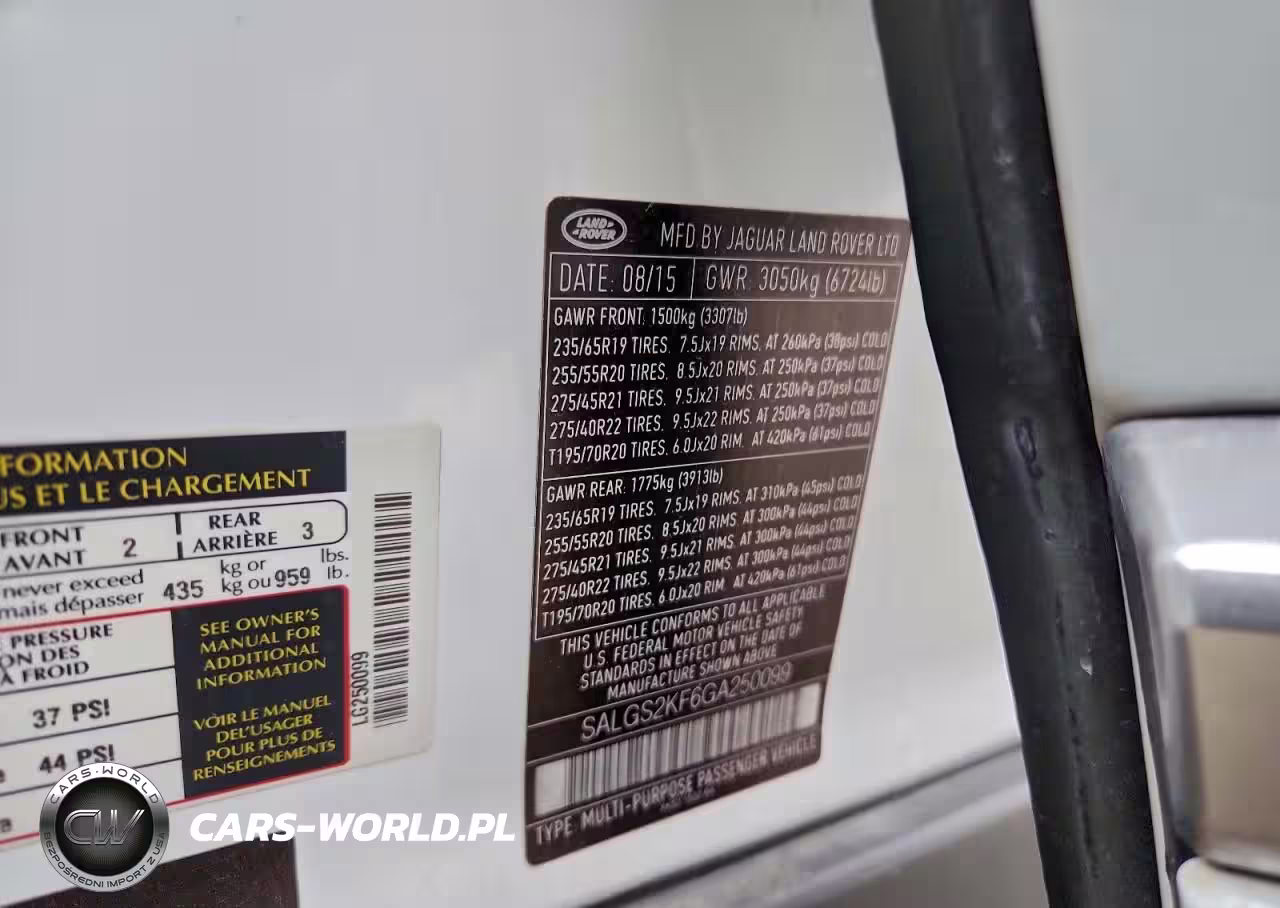 FORMATION
US ET LE CHARGEMENT
FRONT
AVANT 2
REAR
ARRIÈRE 3
never exceed
mais dépasser 435 kg or
kg ou 959 lbs.
lb.
PRESSURE
ON DES
À FROID
37 PSI
44 PSI
SEE OWNER'S
MANUAL FOR
ADDITIONAL
INFORMATION
VOIR LE MANUEL
DEL'USAGER
POUR PLUS DE
RENSEIGNEMENTS
LG250099
LAND
ROVER
MFD BY JAGUAR LAND ROVER LTD
DATE: 08/15 GWR: 3050kg (6724lb)
GAWR FRONT: 1500kg (3307lb)
235/65R19 TIRES. 7.5Jx19 RIMS. AT 260kPa (38psi) COLD
255/55R20 TIRES. 8.5Jx20 RIMS. AT 250kPa (37psi) COLD
275/45R21 TIRES. 9.5Jx21 RIMS. AT 250kPa (37psi) COLD
275/40R22 TIRES. 9.5Jx22 RIMS. AT 250kPa (37psi) COLD
T195/70R20 TIRES. 6.0Jx20 RIM. AT 420kPa (61psi) COLD
GAWR REAR: 1775kg (3913lb)
235/65R19 TIRES. 7.5Jx19 RIMS. AT 310kPa (45psi) COLD
255/55R20 TIRES. 8.5Jx20 RIMS. AT 300kPa (44psi) COLD
275/45R21 TIRES. 9.5Jx21 RIMS. AT 300kPa (44psi) COLD
275/40R22 TIRES. 9.5Jx22 RIMS. AT 300kPa (44psi) COLD
T195/70R20 TIRES. 6.0Jx20 RIM. AT 420kPa (61psi) COLD
THIS VEHICLE CONFORMS TO ALL APPLICABLE
U.S. FEDERAL MOTOR VEHICLE SAFETY
STANDARDS IN EFFECT ON THE DATE OF
MANUFACTURE SHOWN ABOVE
SALGS2KF6GA250099
TYPE: MULTI-PURPOSE PASSENGER VEHICLE
CARS-WORLD
CW
BEZPOŚREDNI IMPORT Z USA
CARS-WORLD.PL